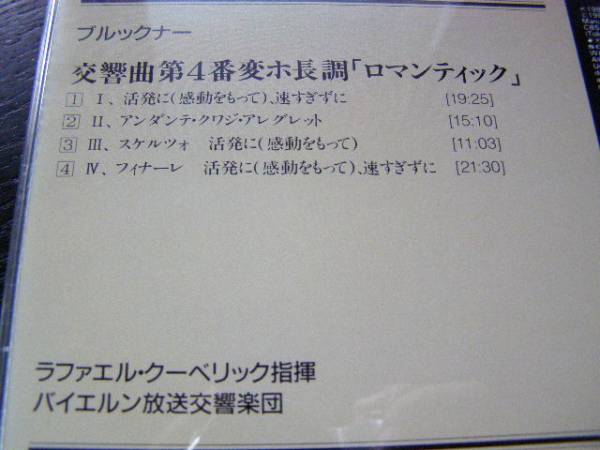 ブルックナー
交響曲第4番変ホ長調「ロマンティック」
1 I、活発に(感動をもって)、速すぎずに [19:25]
2 II、アンダンテ・クワジ・アレグレット [15:10]
3 III、スケルツォ 活発に(感動をもって) [11:03]
4 IV、フィナーレ 活発に(感動をもって)、速すぎずに [21:30]
ラファエル・クーベリック指揮
バイエルン放送交響楽団